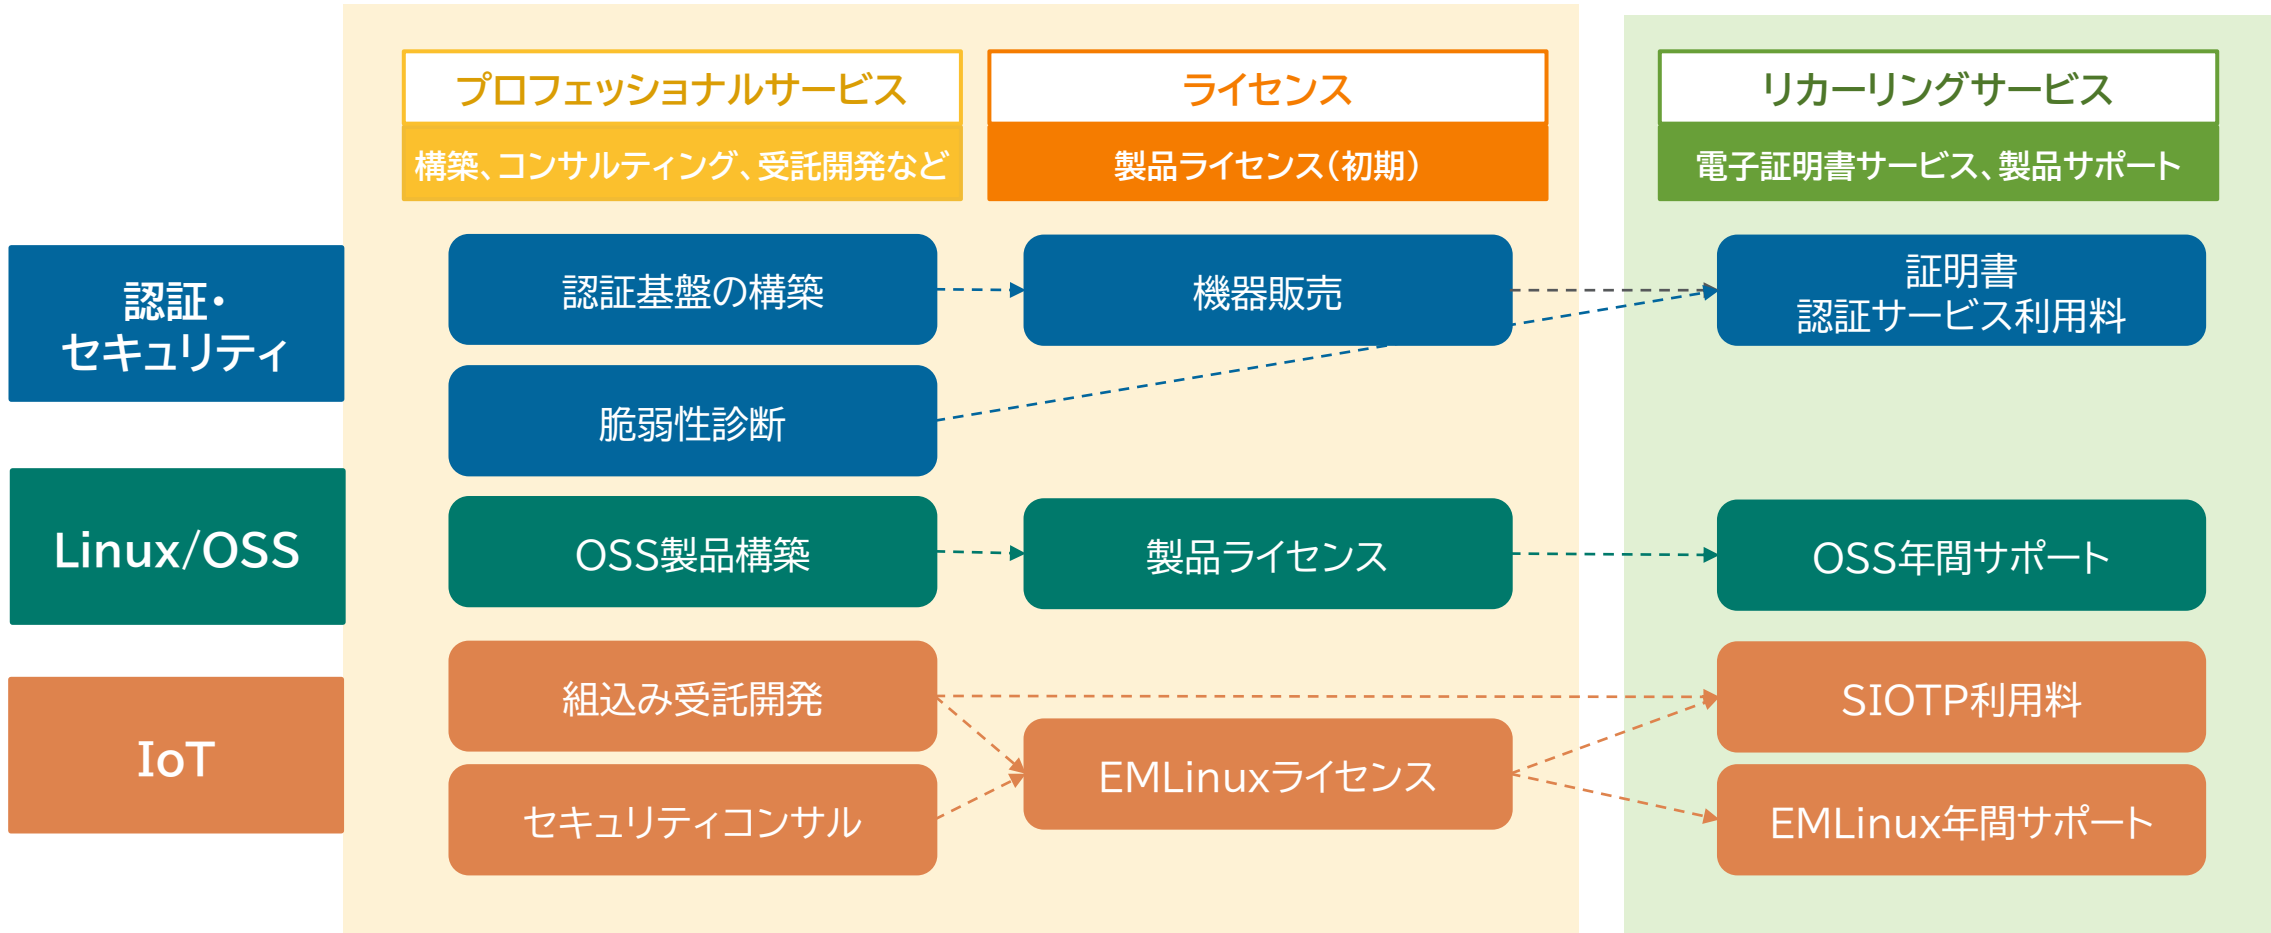 プロフェッショナルサービス
構築、コンサルティング、受託開発など
ライセンス
製品ライセンス（初期）
リカーリングサービス
電子証明書サービス、製品サポート
認証・
セキュリティ
認証基盤の構築
機器販売
証明書
認証サービス利用料
脆弱性診断
Linux/OSS
OSS製品構築
製品ライセンス
OSS年間サポート
IoT
組込み受託開発
セキュリティコンサル
EMLinuxライセンス
SIOTP利用料
EMLinux年間サポート